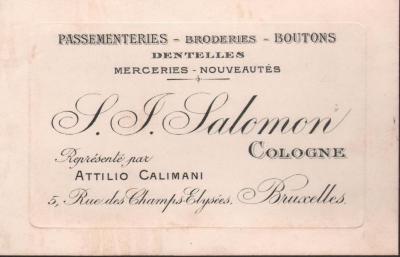 PASSEMENTERIES - BRODERIES - BOUTONS
DENTELLES
MERCERIES - NOUVEAUTÉS
S. J. Salomon
COLOGNE
Représenté par
ATTILIO CALIMANI
5, Rue des Champs Elysées, Bruxelles.